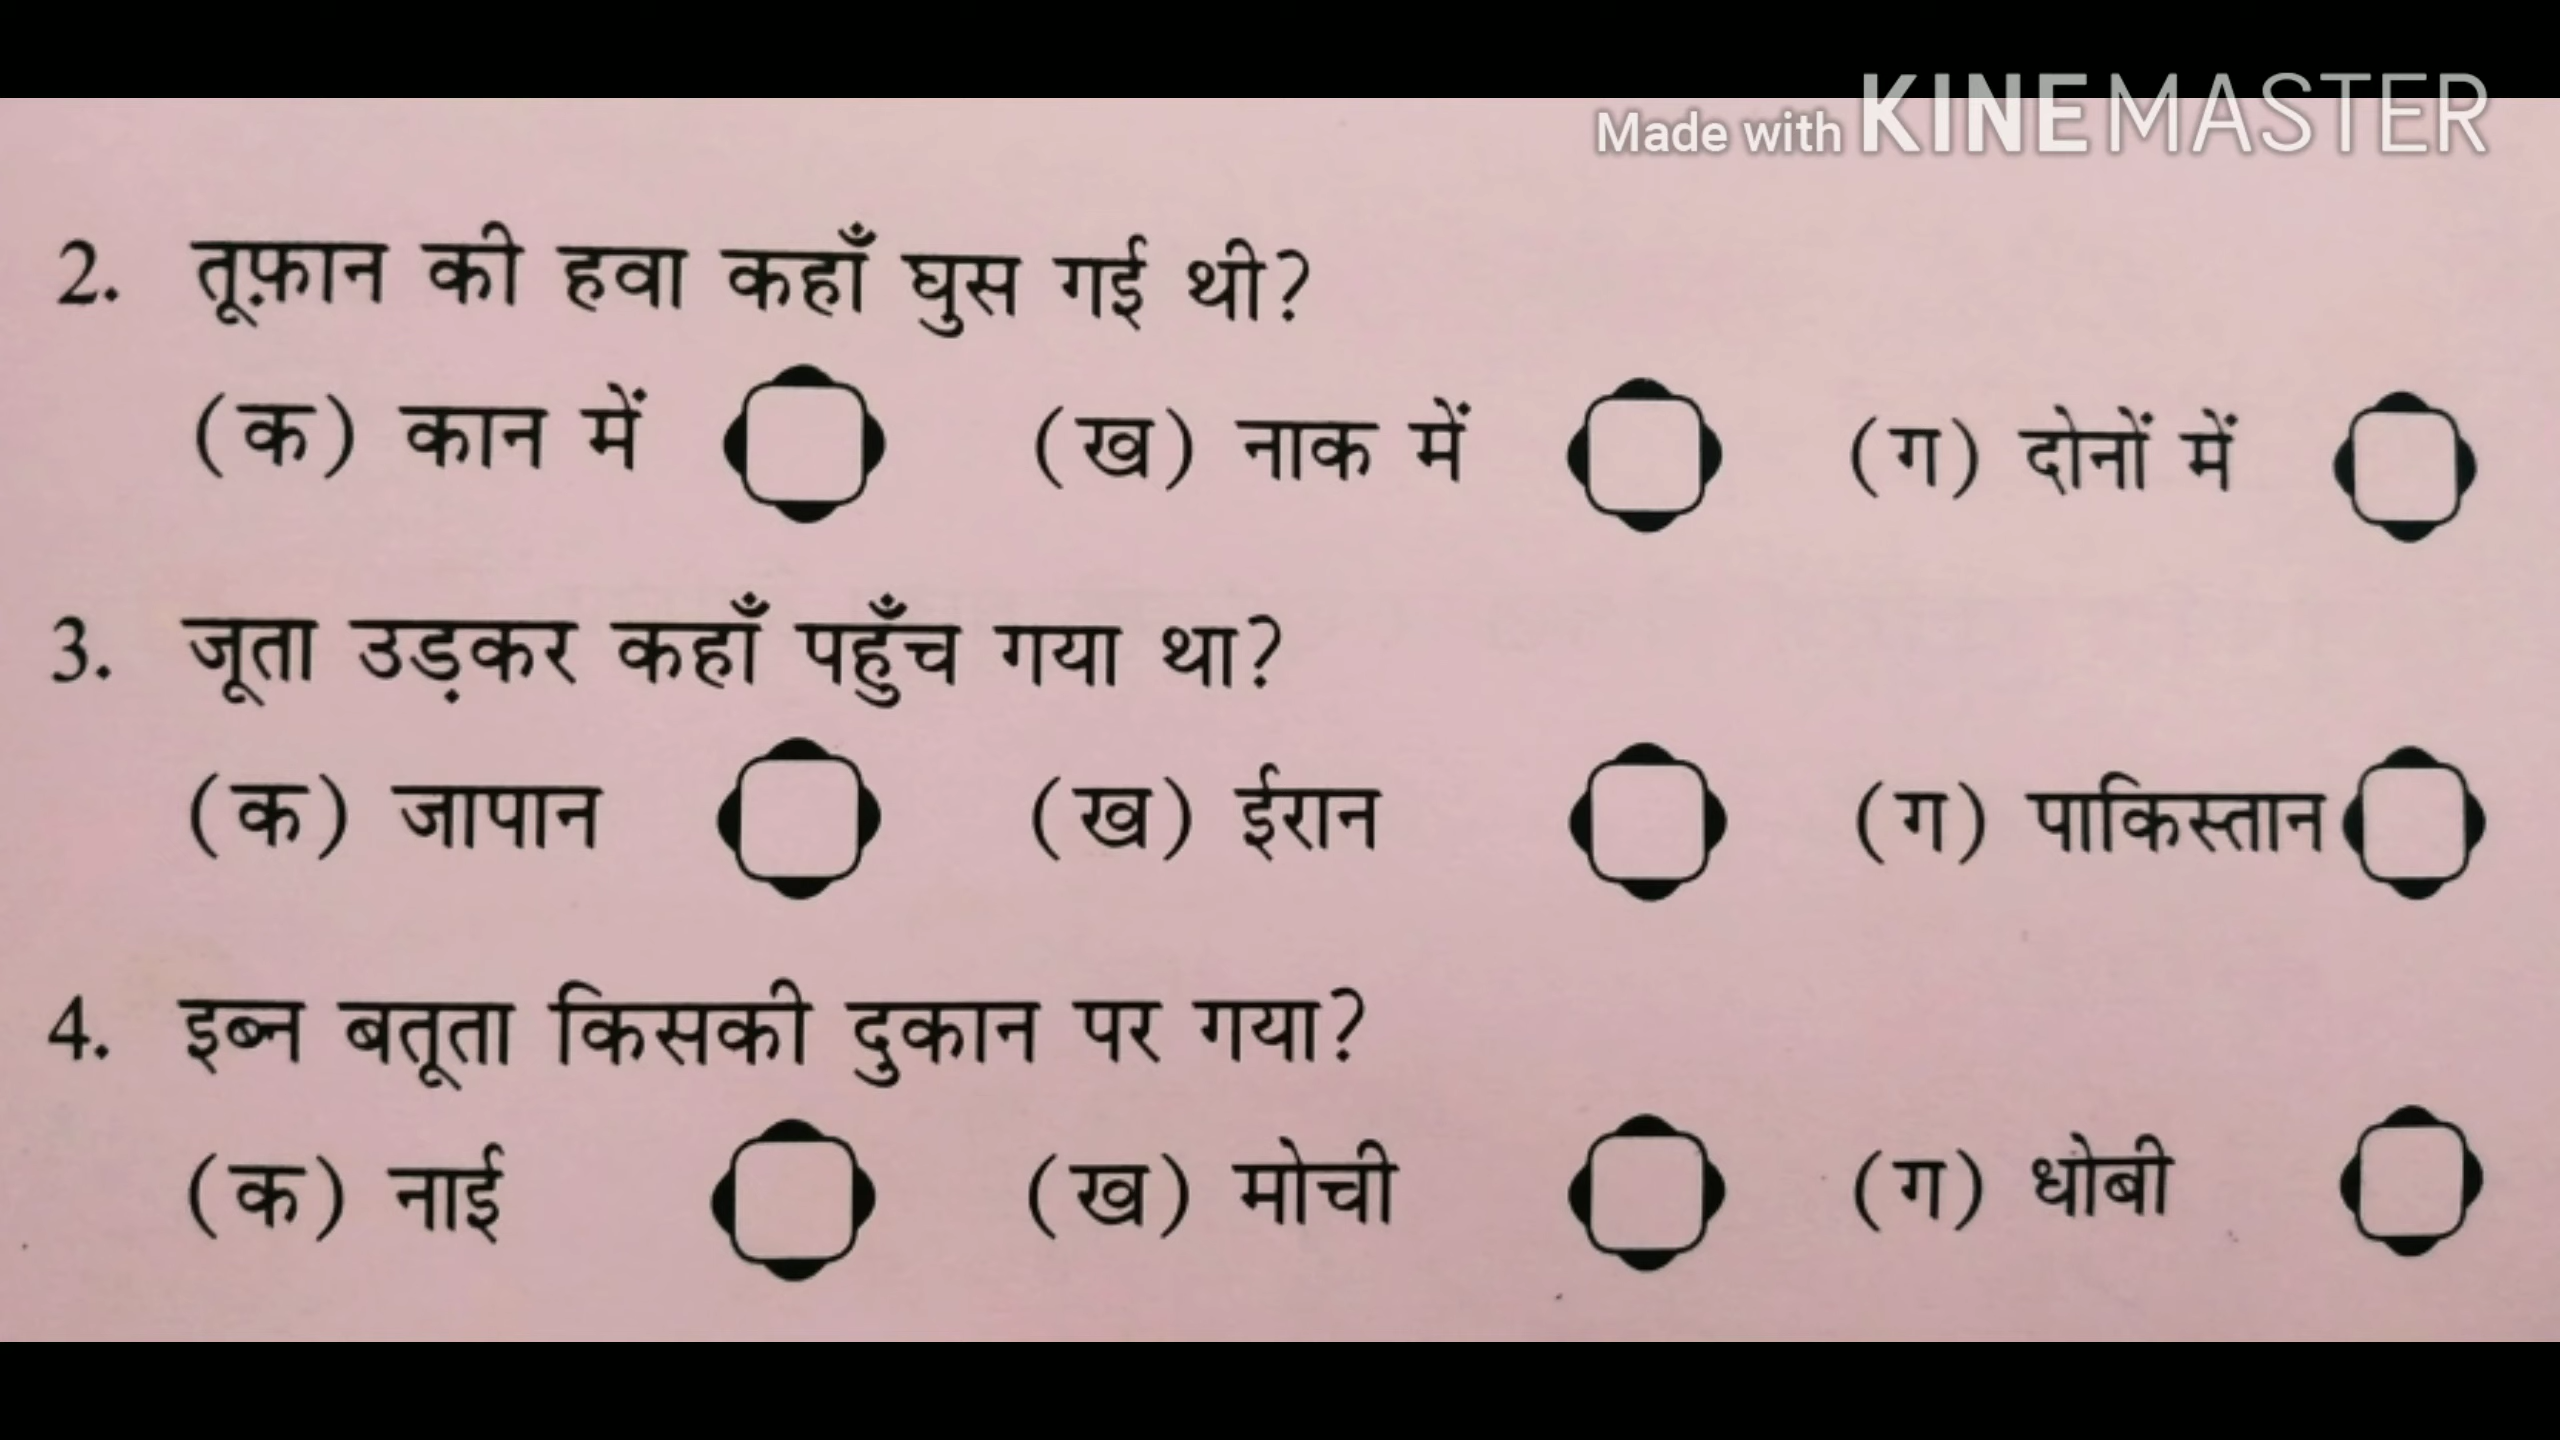 Made with KINEMASTER
2. तूफ़ान की हवा कहाँ घुस गई थी?
(क) कान में (ख) नाक में (ग) दोनों में
3. जूता उड़कर कहाँ पहुँच गया था?
(क) जापान (ख) ईरान (ग) पाकिस्तान
4. इब्न बतूता किसकी दुकान पर गया?
(क) नाई (ख) मोची (ग) धोबी